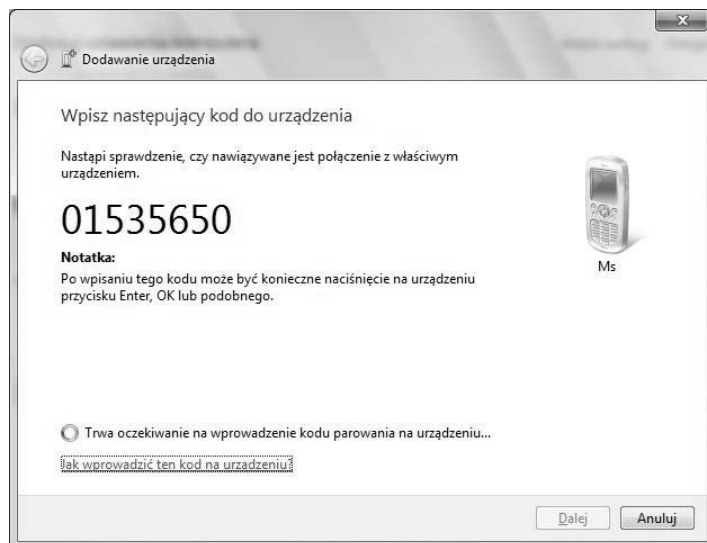 Dodawanie urządzenia
Wpisz następujący kod do urządzenia
Nastąpi sprawdzenie, czy nawiązywane jest połączenie z właściwym
urządzeniem.
01535650
Notatka:
Po wpisaniu tego kodu może być konieczne naciśnięcie na urządzeniu
przycisku Enter, OK lub podobnego.
Ms
Trwa oczekiwanie na wprowadzenie kodu parowania na urządzeniu...
Jak wprowadzić ten kod na urządzeniu?
Dalej
Anuluj